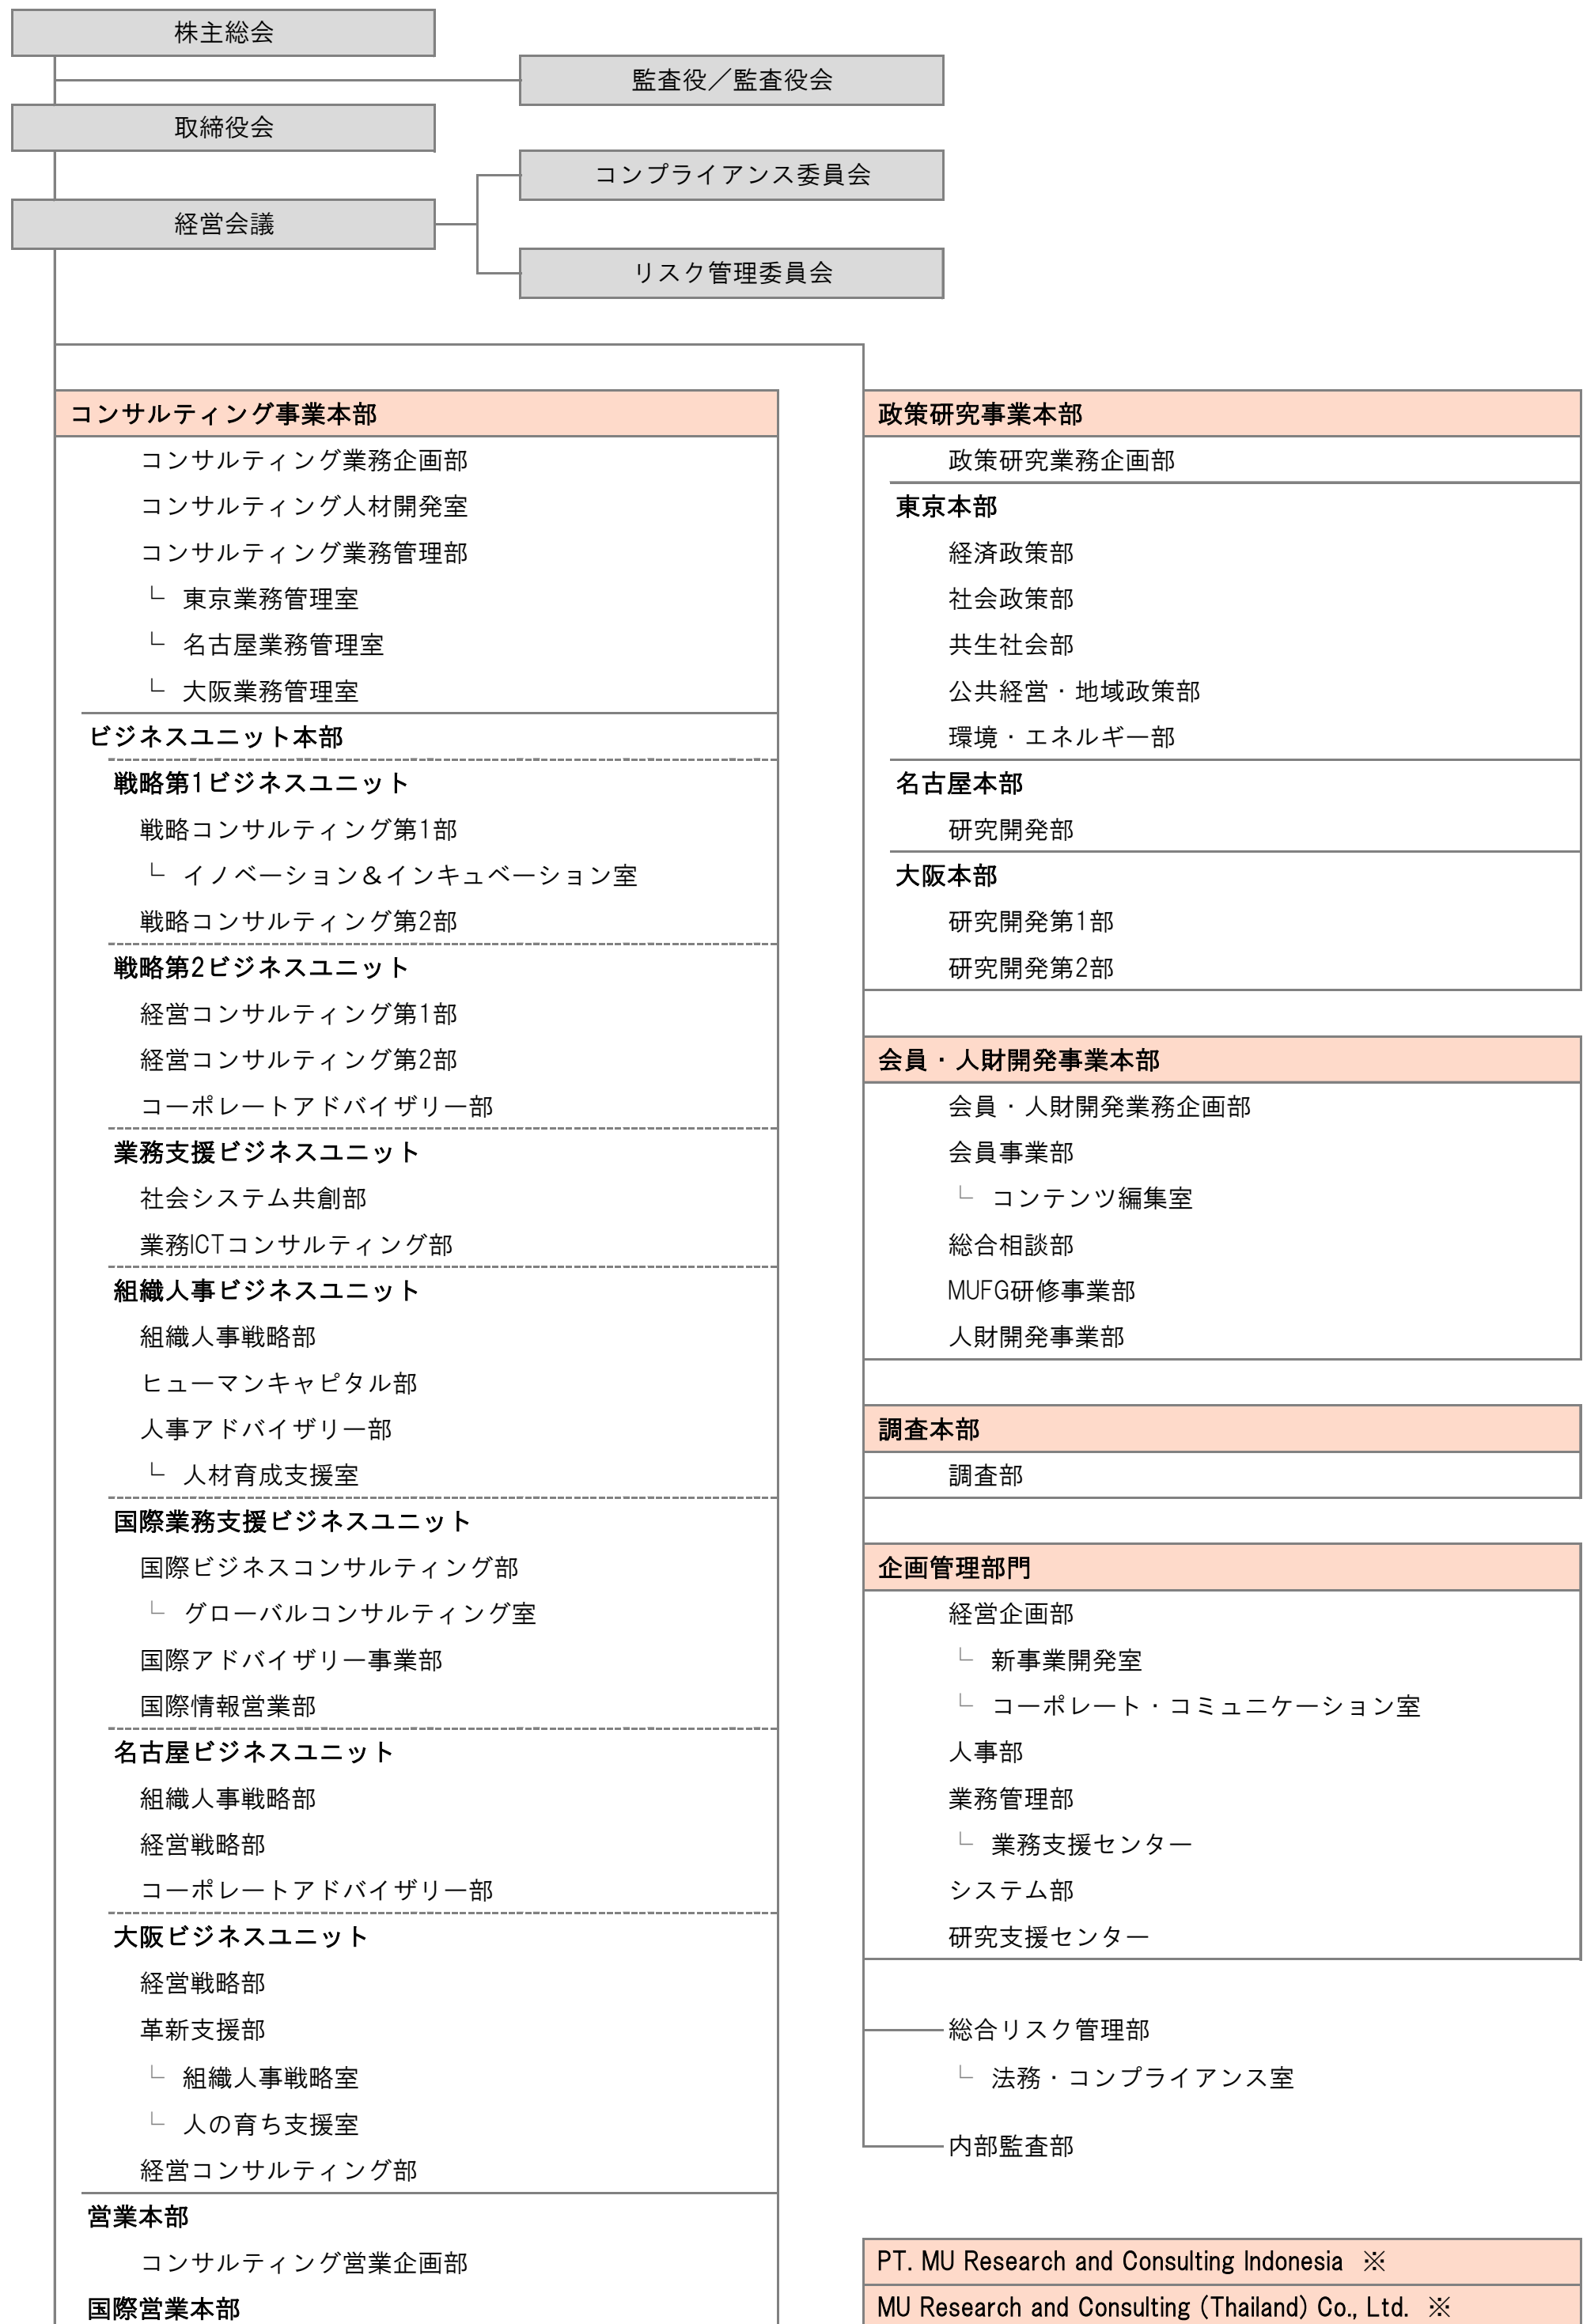 株主総会
監査役／監査役会
取締役会
コンプライアンス委員会
経営会議
リスク管理委員会
コンサルティング事業本部
コンサルティング業務企画部
コンサルティング人材開発室
コンサルティング業務管理部
└ 東京業務管理室
└ 名古屋業務管理室
└ 大阪業務管理室
ビジネスユニット本部
戦略第1ビジネスユニット
戦略コンサルティング第1部
└ イノベーション＆インキュベーション室
戦略コンサルティング第2部
戦略第2ビジネスユニット
経営コンサルティング第1部
経営コンサルティング第2部
コーポレートアドバイザリー部
業務支援ビジネスユニット
社会システム共創部
業務ICTコンサルティング部
組織人事ビジネスユニット
組織人事戦略部
ヒューマンキャピタル部
人事アドバイザリー部
└ 人材育成支援室
国際業務支援ビジネスユニット
国際ビジネスコンサルティング部
└ グローバルコンサルティング室
国際アドバイザリー事業部
国際情報営業部
名古屋ビジネスユニット
組織人事戦略部
経営戦略部
コーポレートアドバイザリー部
大阪ビジネスユニット
経営戦略部
革新支援部
└ 組織人事戦略室
└ 人の育ち支援室
経営コンサルティング部
営業本部
コンサルティング営業企画部
国際営業本部
政策研究事業本部
政策研究業務企画部
東京本部
経済政策部
社会政策部
共生社会部
公共経営・地域政策部
環境・エネルギー部
名古屋本部
研究開発部
大阪本部
研究開発第1部
研究開発第2部
会員・人財開発事業本部
会員・人財開発業務企画部
会員事業部
└ コンテンツ編集室
総合相談部
MUFG研修事業部
人財開発事業部
調査本部
調査部
企画管理部門
経営企画部
└ 新事業開発室
└ コーポレート・コミュニケーション室
人事部
業務管理部
└ 業務支援センター
システム部
研究支援センター
総合リスク管理部
└ 法務・コンプライアンス室
内部監査部
PT. MU Research and Consulting Indonesia ※
MU Research and Consulting (Thailand) Co., Ltd. ※